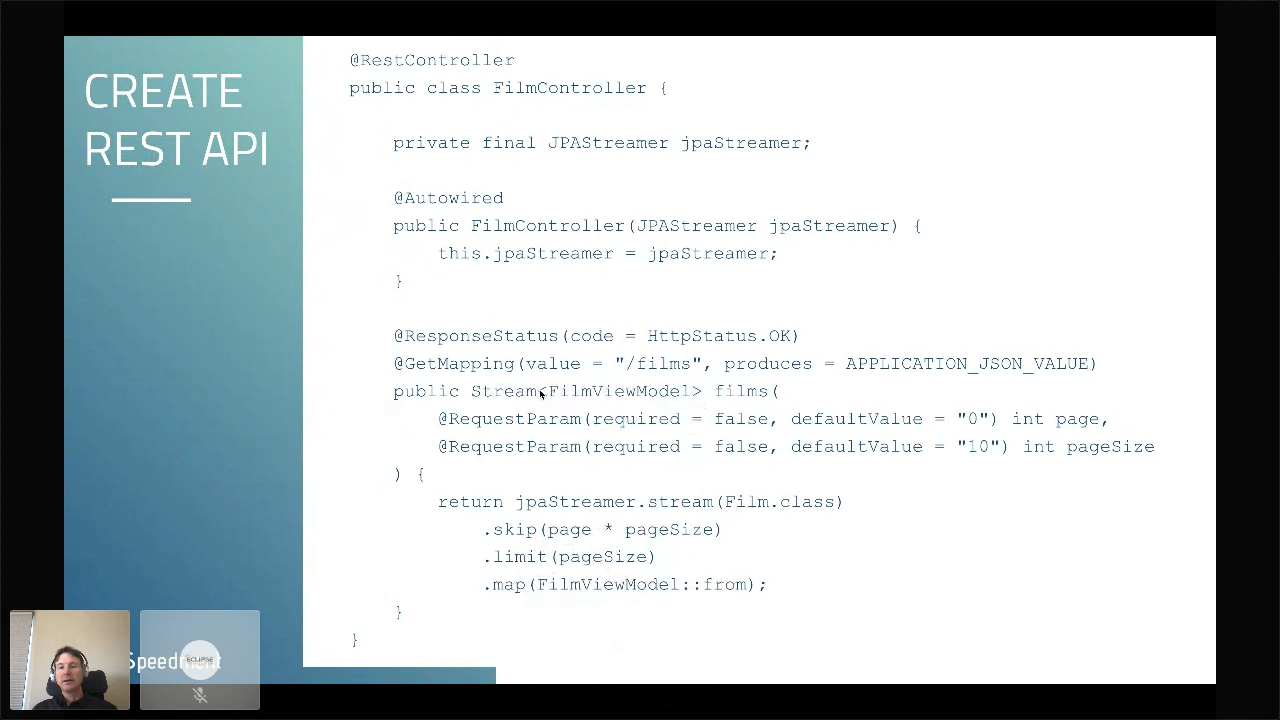 CREATE
REST API
@RestController
public class FilmController {
private final JPAStreamer jpaStreamer;
@Autowired
public FilmController(JPAStreamer jpaStreamer) {
this.jpaStreamer = jpaStreamer;
}
@ResponseStatus(code = HttpStatus.OK)
@GetMapping(value = "/films", produces = APPLICATION_JSON_VALUE)
public Stream<FilmViewModel> films(
@RequestParam(required = false, defaultValue = "0") int page,
@RequestParam(required = false, defaultValue = "10") int pageSize
) {
return jpaStreamer.stream(Film.class)
.skip(page * pageSize)
.limit(pageSize)
.map(FilmViewModel::from);
}
}
Speedment
ECLIPSE